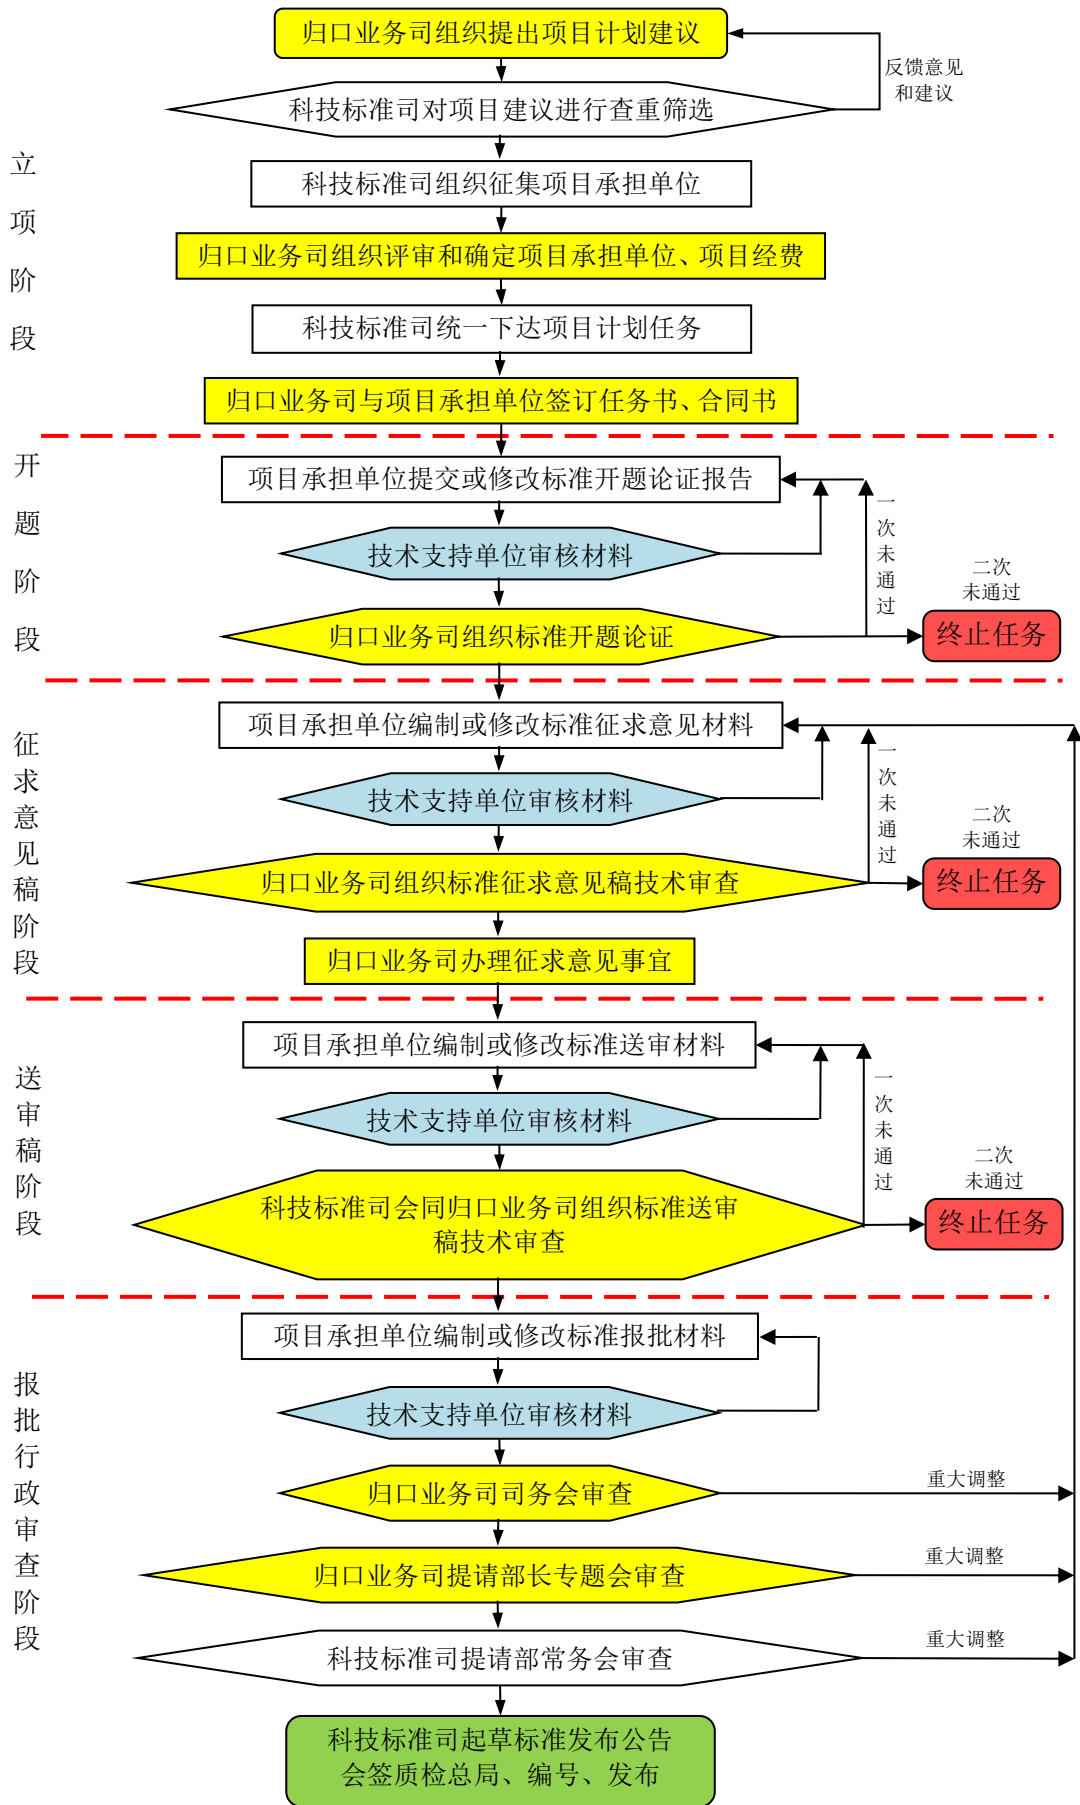 归口业务司组织提出项目计划建议
反馈意见
和建议
科技标准司对项目建议进行查重筛选
立项阶段
科技标准司组织征集项目承担单位
归口业务司组织评审和确定项目承担单位、项目经费
科技标准司统一下达项目计划任务
归口业务司与项目承担单位签订任务书、合同书
开题阶段
项目承担单位提交或修改标准开题论证报告
一次未通过
技术支持单位审核材料
二次
未通过
归口业务司组织标准开题论证
终止任务
征求意见稿阶段
项目承担单位编制或修改标准征求意见材料
一次未通过
技术支持单位审核材料
二次
未通过
归口业务司组织标准征求意见稿技术审查
终止任务
归口业务司办理征求意见事宜
送审稿阶段
项目承担单位编制或修改标准送审材料
一次未通过
技术支持单位审核材料
二次
未通过
科技标准司会同归口业务司组织标准送审
稿技术审查
终止任务
报批行政审查阶段
项目承担单位编制或修改标准报批材料
技术支持单位审核材料
归口业务司司务会审查
重大调整
归口业务司提请部长专题会审查
重大调整
科技标准司提请部常务会审查
重大调整
科技标准司起草标准发布公告
会签质检总局、编号、发布